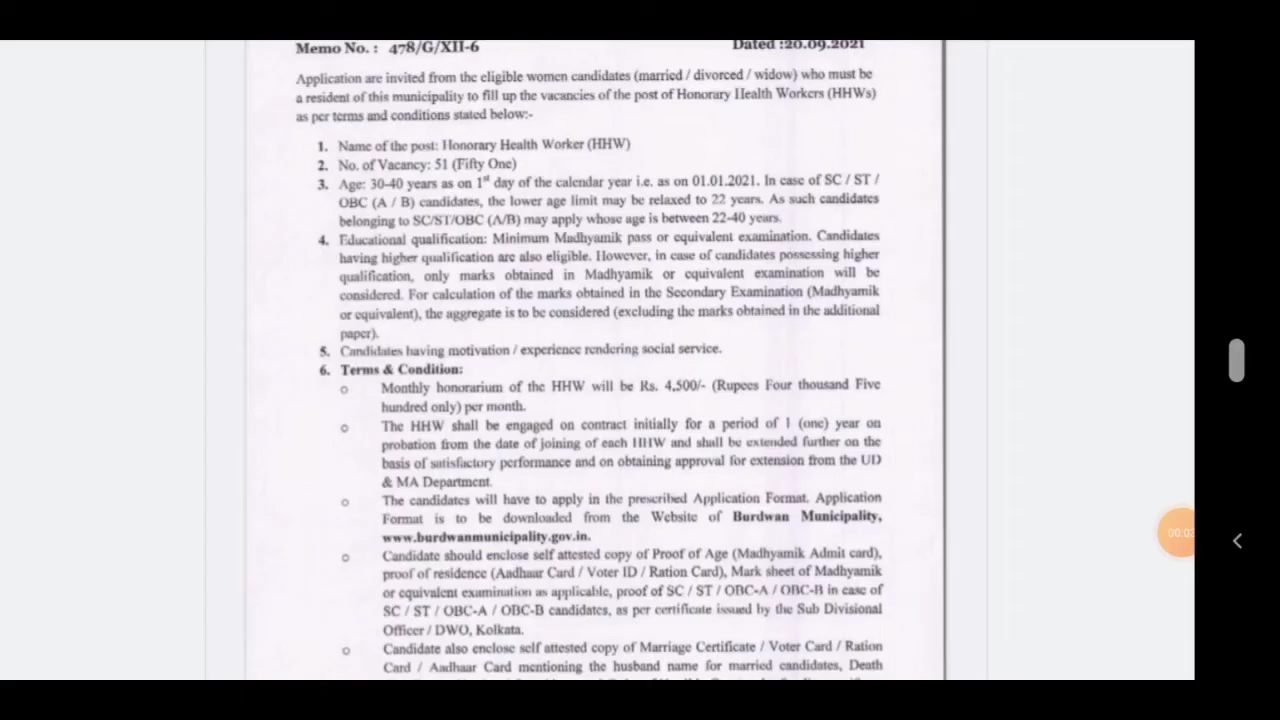 Memo No. : 478/G/XII-6 Dated :20.09.2021
Application are invited from the eligible women candidates (married / divorced / widow) who must be
a resident of this municipality to fill up the vacancies of the post of Honorary Health Workers (HHWs)
as per terms and conditions stated below:-
1. Name of the post: Honorary Health Worker (HHW)
2. No. of Vacancy: 51 (Fifty One)
3. Age: 30-40 years as on 1st day of the calendar year i.e. as on 01.01.2021. In case of SC / ST /
OBC (A / B) candidates, the lower age limit may be relaxed to 22 years. As such candidates
belonging to SC/ST/OBC (A/B) may apply whose age is between 22-40 years.
4. Educational qualification: Minimum Madhyamik pass or equivalent examination. Candidates
having higher qualification are also eligible. However, in case of candidates possessing higher
qualification, only marks obtained in Madhyamik or equivalent examination will be
considered. For calculation of the marks obtained in the Secondary Examination (Madhyamik
or equivalent), the aggregate is to be considered (excluding the marks obtained in the additional
paper).
5. Candidates having motivation / experience rendering social service.
6. Terms & Condition:
o Monthly honorarium of the HHW will be Rs. 4,500/- (Rupees Four thousand Five
hundred only) per month.
o The HHW shall be engaged on contract initially for a period of 1 (one) year on
probation from the date of joining of each HHW and shall be extended further on the
basis of satisfactory performance and on obtaining approval for extension from the UD
& MA Department.
o The candidates will have to apply in the prescribed Application Format. Application
Format is to be downloaded from the Website of Burdwan Municipality,
www.burdwanmunicipality.gov.in.
o Candidate should enclose self attested copy of Proof of Age (Madhyamik Admit card),
proof of residence (Aadhaar Card / Voter ID / Ration Card), Mark sheet of Madhyamik
or equivalent examination as applicable, proof of SC / ST / OBC-A / OBC-B in case of
SC / ST / OBC-A / OBC-B candidates, as per certificate issued by the Sub Divisional
Officer / DWO, Kolkata.
o Candidate also enclose self attested copy of Marriage Certificate / Voter Card / Ration
Card / Aadhaar Card mentioning the husband name for married candidates, Death
00:03